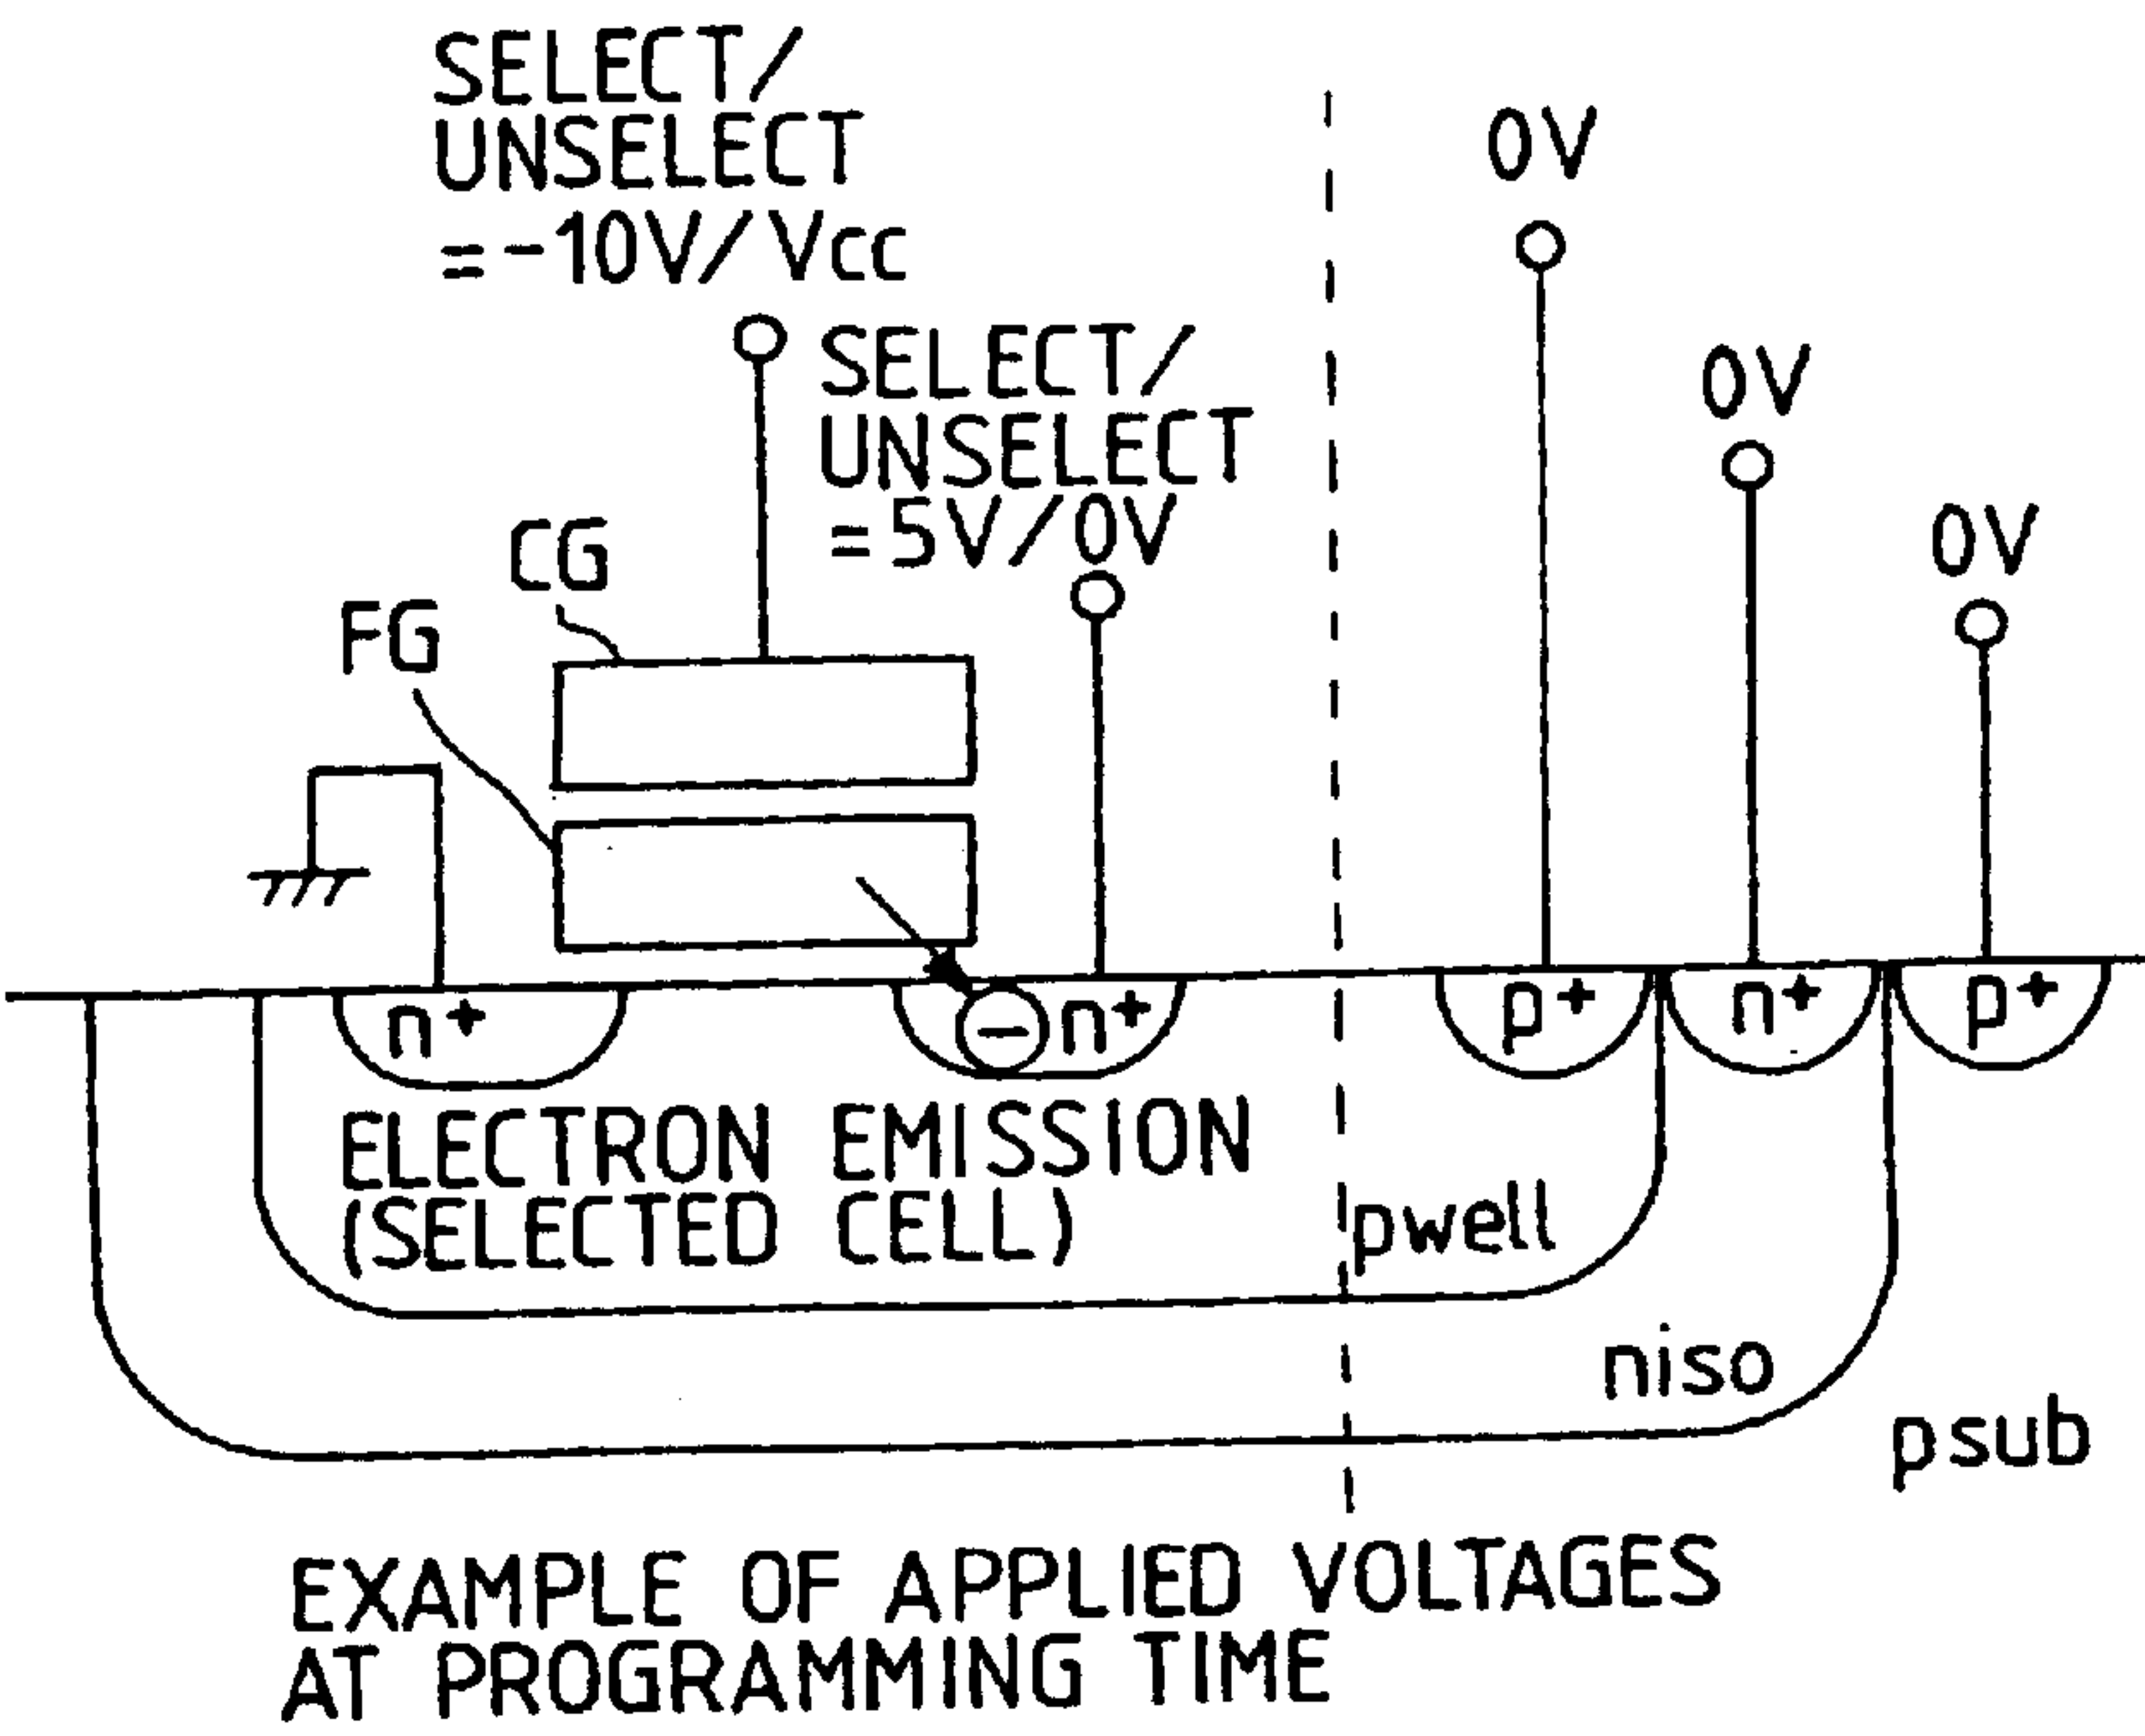 SELECT/
UNSELECT
=-10V/Vcc
SELECT/
UNSELECT
=5V/0V
0V
0V
0V
CG
FG
n+
n+
p+
n+
p+
ELECTRON EMISSION
(SELECTED CELL)
pwell
niso
psub
EXAMPLE OF APPLIED VOLTAGES
AT PROGRAMMING TIME